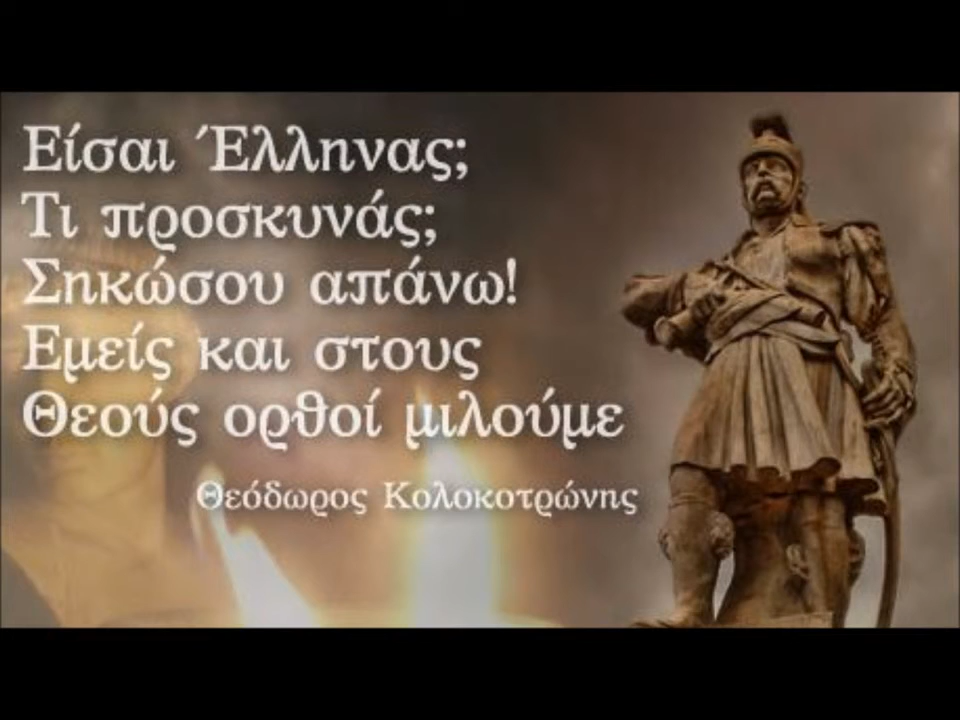 Είσαι Έλληνας;
Τι προσκυνάς;
Σηκώσου απάνω!
Εμείς και στους
Θεούς ορθοί μιλούμε
Θεόδωρος Κολοκοτρώνης